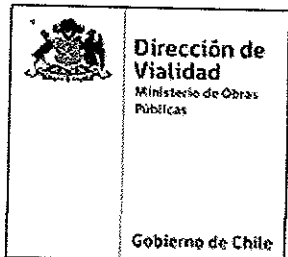 Dirección de
Vialidad
Ministerio de Obras
Públicas
Gobierno de Chile